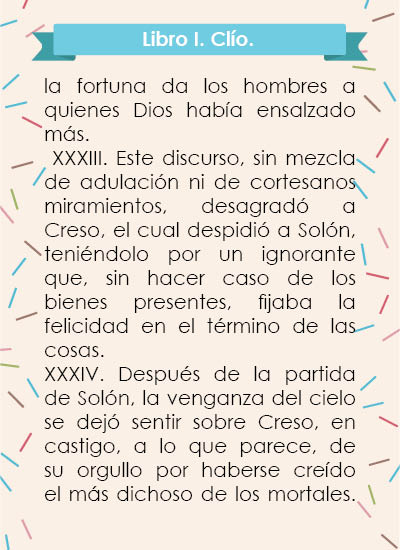 Libro I. Clío.
la fortuna da los hombres a
quienes Dios había ensalzado
más.
XXXIII. Este discurso, sin mezcla
de adulación ni de cortesanos
miramientos, desagradó a
Creso, el cual despidió a Solón,
teniéndolo por un ignorante
que, sin hacer caso de los
bienes presentes, fijaba la
felicidad en el término de las
cosas.
XXXIV. Después de la partida
de Solón, la venganza del cielo
se dejó sentir sobre Creso, en
castigo, a lo que parece, de
su orgullo por haberse creído
el más dichoso de los mortales.